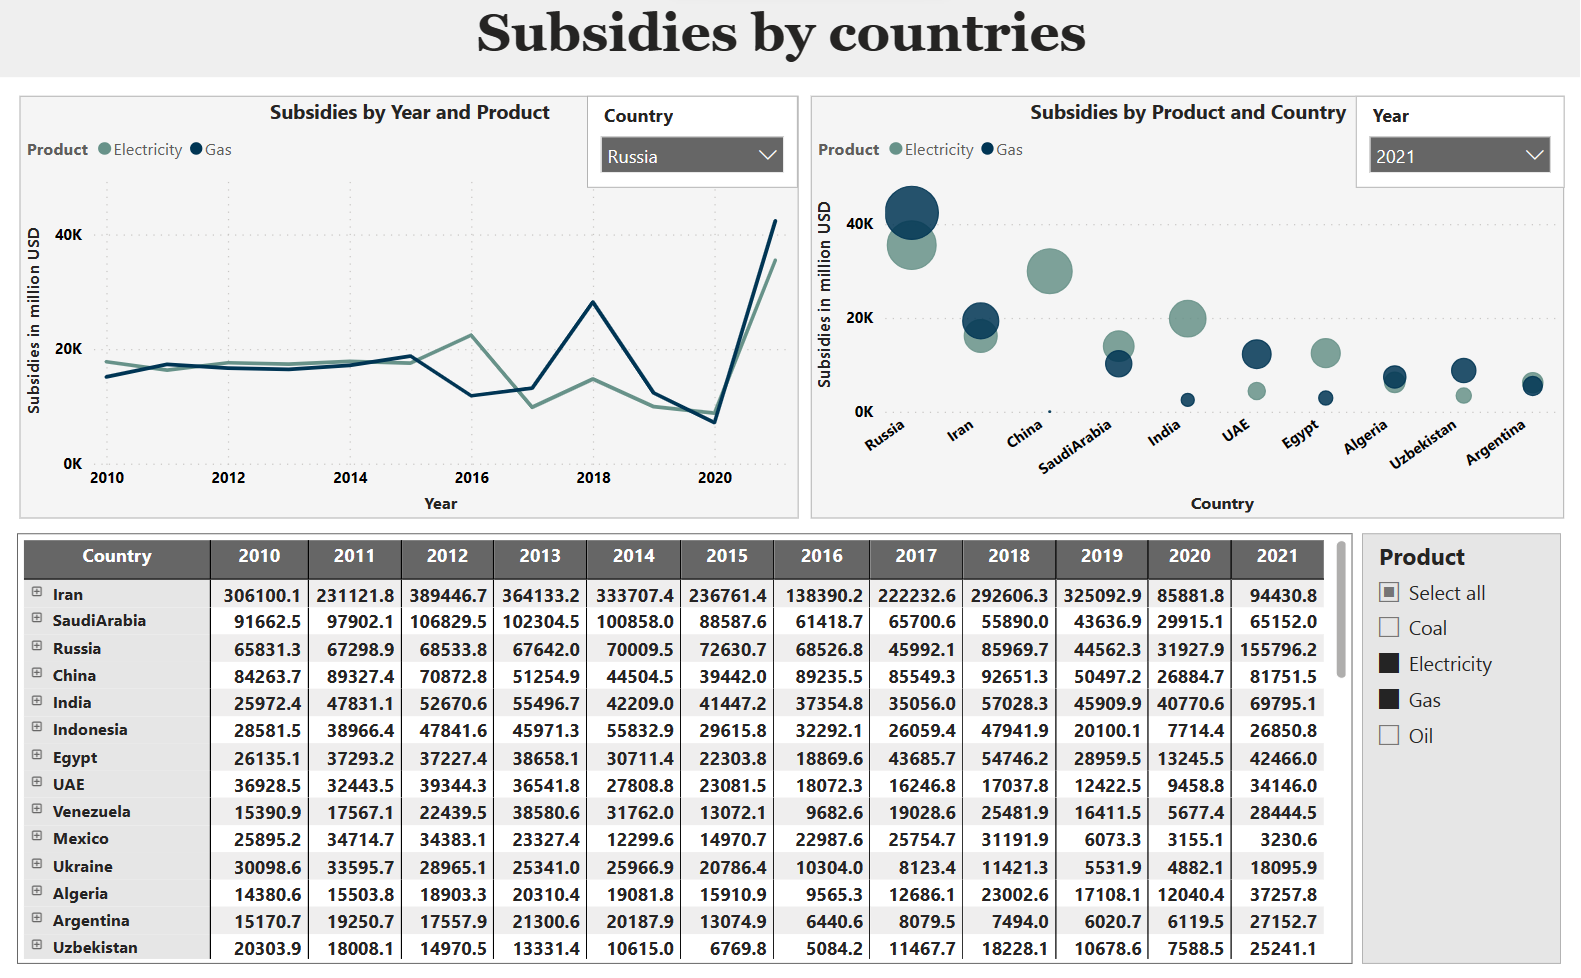 Subsidies by countries
Subsidies by Year and Product
Country
Russia
Product Electricity Gas
Subsidies in million USD
40K
20K
0K
2010 2012 2014 2016 2018 2020
Year
Subsidies by Product and Country
Year
2021
Product Electricity Gas
Subsidies in million USD
40K
20K
0K
Russia Iran China SaudiArabia India UAE Egypt Algeria Uzbekistan Argentina
Country
Country 2010 2011 2012 2013 2014 2015 2016 2017 2018 2019 2020 2021
Iran 306100.1 231121.8 389446.7 364133.2 333707.4 236761.4 138390.2 222232.6 292606.3 325092.9 85881.8 94430.8
SaudiArabia 91662.5 97902.1 106829.5 102304.5 100858.0 88587.6 61418.7 65700.6 55890.0 43636.9 29915.1 65152.0
Russia 65831.3 67298.9 68533.8 67642.0 70009.5 72630.7 68526.8 45992.1 85969.7 44562.3 31927.9 155796.2
China 84263.7 89327.4 70872.8 51254.9 44504.5 39442.0 89235.5 85549.3 92651.3 50497.2 26884.7 81751.5
India 25972.4 47831.1 52670.6 55496.7 42209.0 41447.2 37354.8 35056.0 57028.3 45909.9 40770.6 69795.1
Indonesia 28581.5 38966.4 47841.6 45971.3 55832.9 29615.8 32292.1 26059.4 47941.9 20100.1 7714.4 26850.8
Egypt 26135.1 37293.2 37227.4 38658.1 30711.4 22303.8 18869.6 43685.7 54746.2 28959.5 13245.5 42466.0
UAE 36928.5 32443.5 39344.3 36541.8 27808.8 23081.5 18072.3 16246.8 17037.8 12422.5 9458.8 34146.0
Venezuela 15390.9 17567.1 22439.5 38580.6 31762.0 13072.1 9682.6 19028.6 25481.9 16411.5 5677.4 28444.5
Mexico 25895.2 34714.7 34383.1 23327.4 12299.6 14970.7 22987.6 25754.7 31191.9 6073.3 3155.1 3230.6
Ukraine 30098.6 33595.7 28965.1 25341.0 25966.9 20786.4 10304.0 8123.4 11421.3 5531.9 4882.1 18095.9
Algeria 14380.6 15503.8 18903.3 20310.4 19081.8 15910.9 9565.3 12686.1 23002.6 17108.1 12040.4 37257.8
Argentina 15170.7 19250.7 17557.9 21300.6 20187.9 13074.9 6440.6 8079.5 7494.0 6020.7 6119.5 27152.7
Uzbekistan 20303.9 18008.1 14970.5 13331.4 10615.0 6769.8 5084.2 11467.7 18228.1 10678.6 7588.5 25241.1
Product
Select all
Coal
Electricity
Gas
Oil